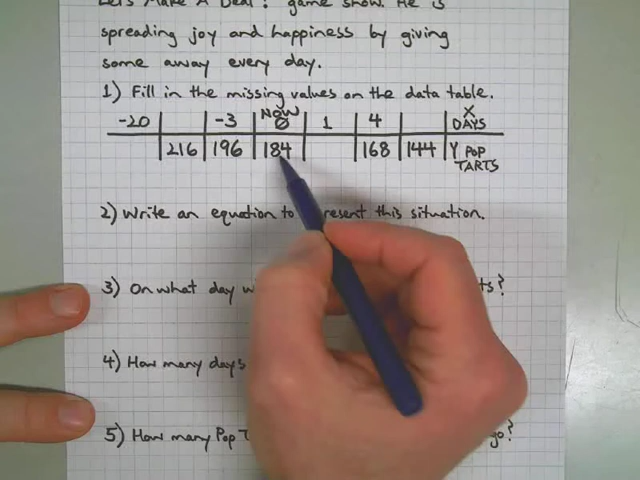 Let's Make A Deal! game show. He is
spreading joy and happiness by giving
some away every day.
1) Fill in the missing values on the data table.
-20 -3 NOW 0 1 4 X DAYS
216 196 184 168 144 Y POP TARTS
2) Write an equation to present this situation.
3) On what day w ts?
4) How many days
5) How many Pop T go?